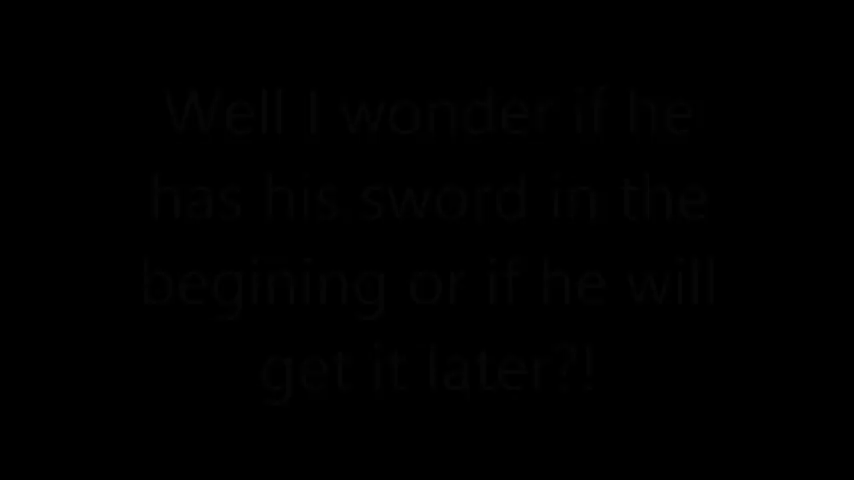 Well I wonder if he
has his sword in the
begining or if he will
get it later?!